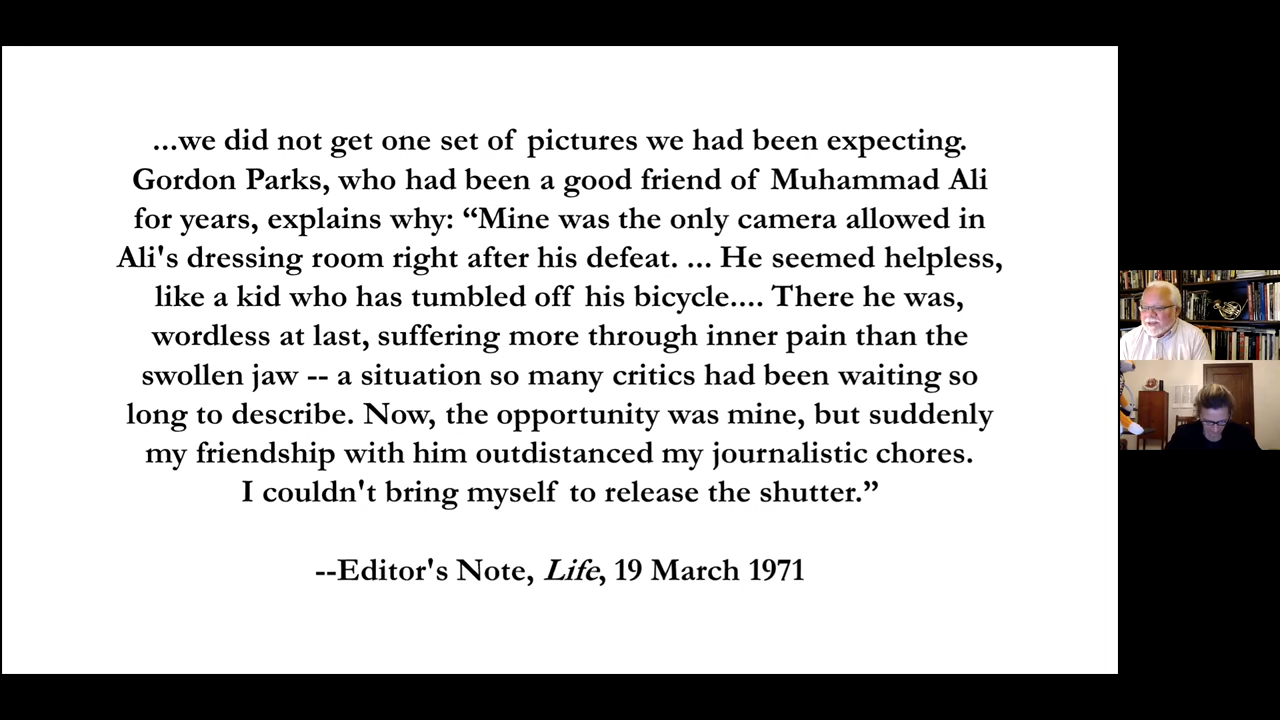 ...we did not get one set of pictures we had been expecting.
Gordon Parks, who had been a good friend of Muhammad Ali
for years, explains why: “Mine was the only camera allowed in
Ali's dressing room right after his defeat. ... He seemed helpless,
like a kid who has tumbled off his bicycle.... There he was,
wordless at last, suffering more through inner pain than the
swollen jaw -- a situation so many critics had been waiting so
long to describe. Now, the opportunity was mine, but suddenly
my friendship with him outdistanced my journalistic chores.
I couldn't bring myself to release the shutter.”
--Editor's Note, Life, 19 March 1971